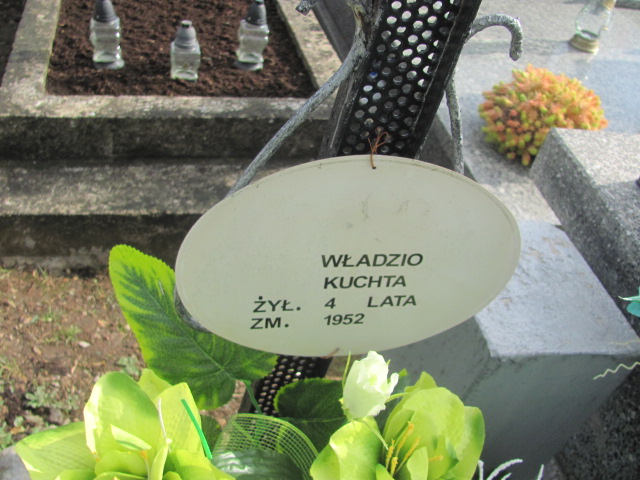 WŁADZIO
KUCHTA
ŻYŁ. 4 LATA
ZM. 1952